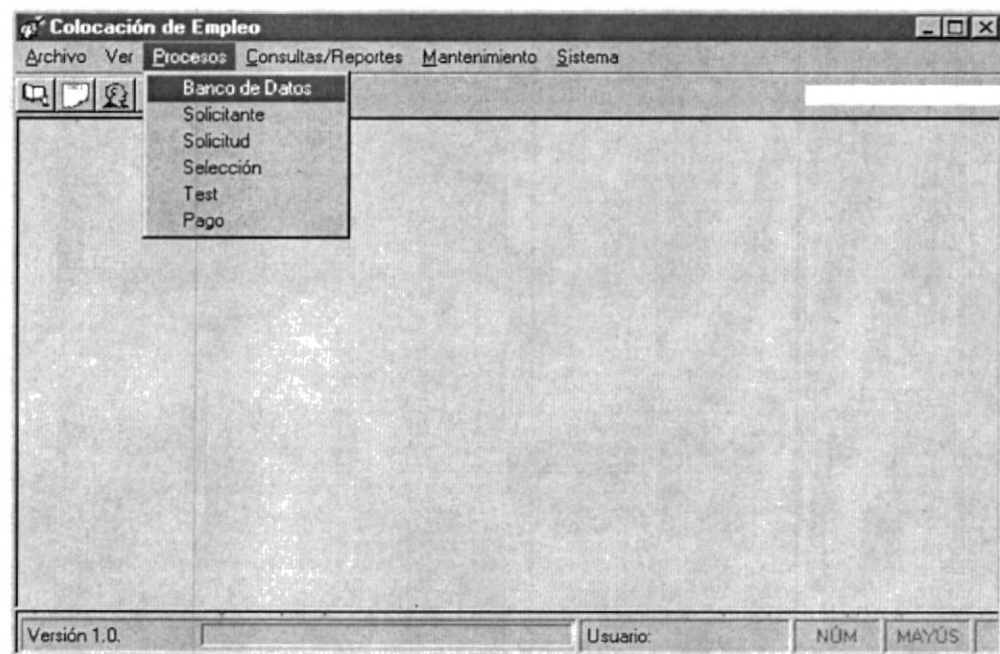 Colocación de Empleo
Archivo Ver Procesos Consultas/Reportes Mantenimiento Sistema
Banco de Datos
Solicitante
Solicitud
Selección
Test
Pago
Versión 1.0. Usuario: NÚM MAYÚS